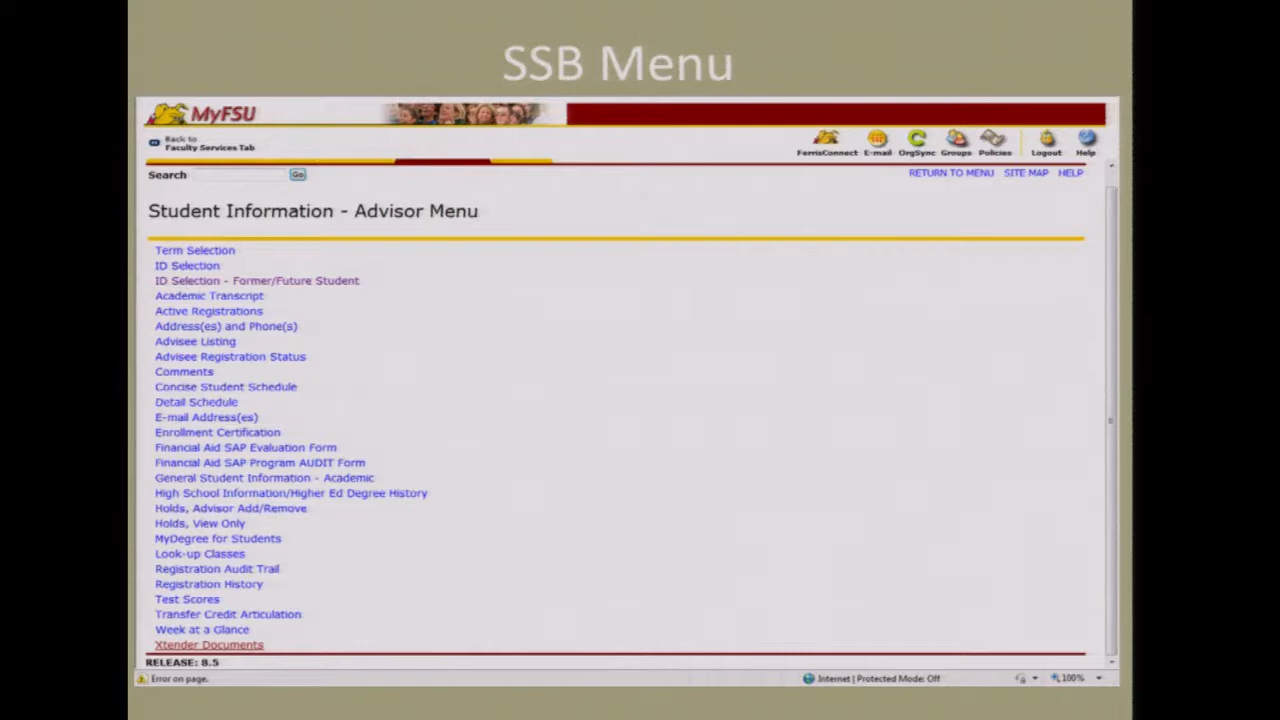 SSB Menu
MyFSU
Back to
Faculty Services Tab
FerrisConnect E-mail OrgSync Groups Policies Logout Help
Search Go
RETURN TO MENU SITE MAP HELP
Student Information - Advisor Menu
Term Selection
ID Selection
ID Selection - Former/Future Student
Academic Transcript
Active Registrations
Address(es) and Phone(s)
Advisee Listing
Advisee Registration Status
Comments
Concise Student Schedule
Detail Schedule
E-mail Address(es)
Enrollment Certification
Financial Aid SAP Evaluation Form
Financial Aid SAP Program AUDIT Form
General Student Information - Academic
High School Information/Higher Ed Degree History
Holds, Advisor Add/Remove
Holds, View Only
MyDegree for Students
Look-up Classes
Registration Audit Trail
Registration History
Test Scores
Transfer Credit Articulation
Week at a Glance
Xtender Documents
RELEASE: 8.5
Error on page.
Internet | Protected Mode: Off
100%